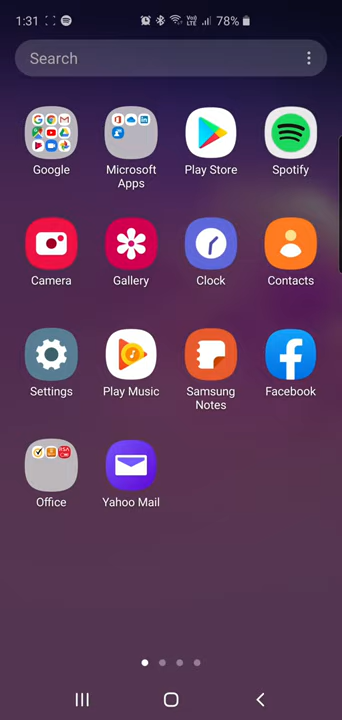 1:31 78%
Search
Google Microsoft Apps Play Store Spotify
Camera Gallery Clock Contacts
Settings Play Music Samsung Notes Facebook
Office Yahoo Mail